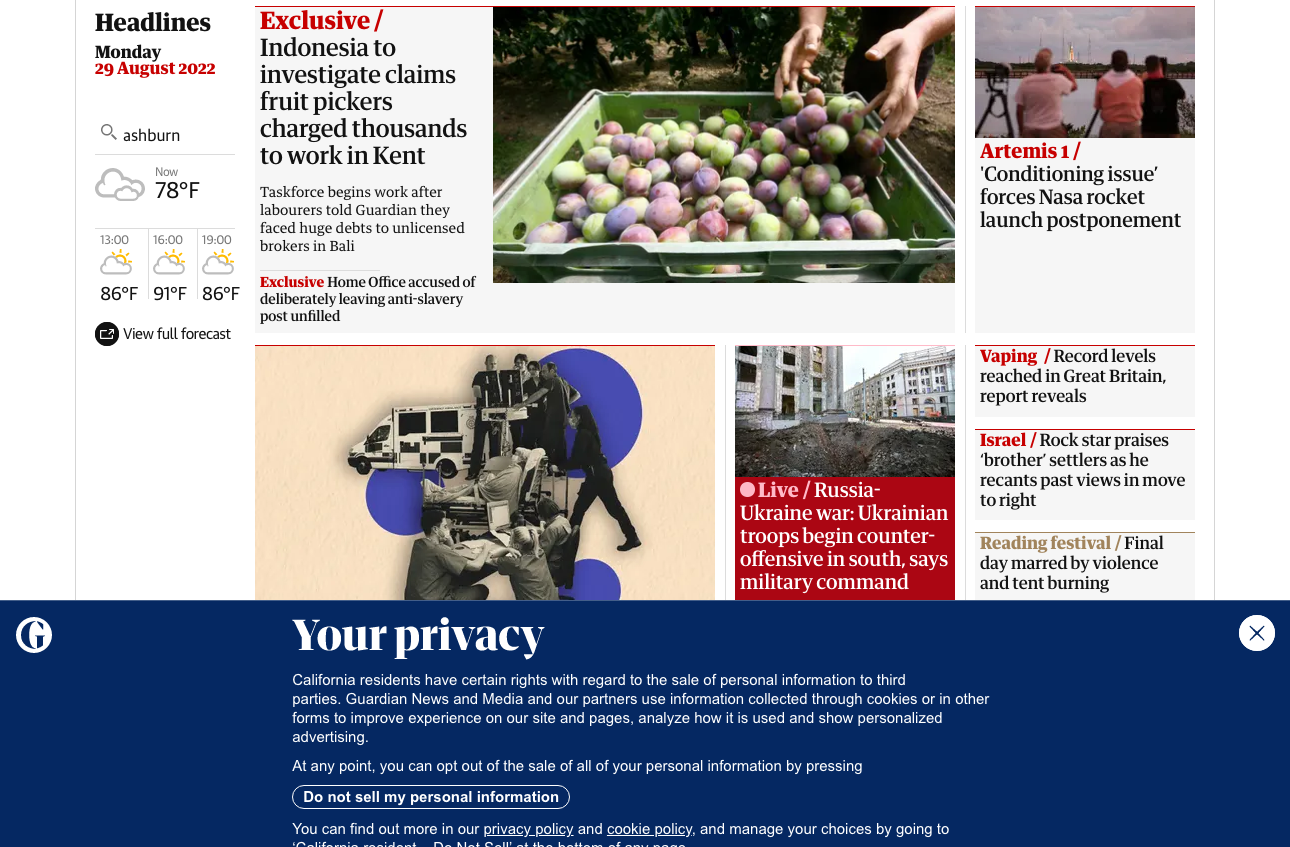 Headlines
Monday
29 August 2022
ashburn
Now
78°F
13:00
86°F
16:00
91°F
19:00
86°F
View full forecast
Exclusive /
Indonesia to
investigate claims
fruit pickers
charged thousands
to work in Kent
Taskforce begins work after
labourers told Guardian they
faced huge debts to unlicensed
brokers in Bali
Exclusive Home Office accused of
deliberately leaving anti-slavery
post unfilled
Artemis 1 /
'Conditioning issue’
forces Nasa rocket
launch postponement
Live / Russia-
Ukraine war: Ukrainian
troops begin counter-
offensive in south, says
military command
Vaping / Record levels
reached in Great Britain,
report reveals
Israel / Rock star praises
‘brother’ settlers as he
recants past views in move
to right
Reading festival / Final
day marred by violence
and tent burning
Your privacy
California residents have certain rights with regard to the sale of personal information to third
parties. Guardian News and Media and our partners use information collected through cookies or in other
forms to improve experience on our site and pages, analyze how it is used and show personalized
advertising.
At any point, you can opt out of the sale of all of your personal information by pressing
Do not sell my personal information
You can find out more in our privacy policy and cookie policy, and manage your choices by going to
‘California resident – Do Not Sell’ at the bottom of any page.